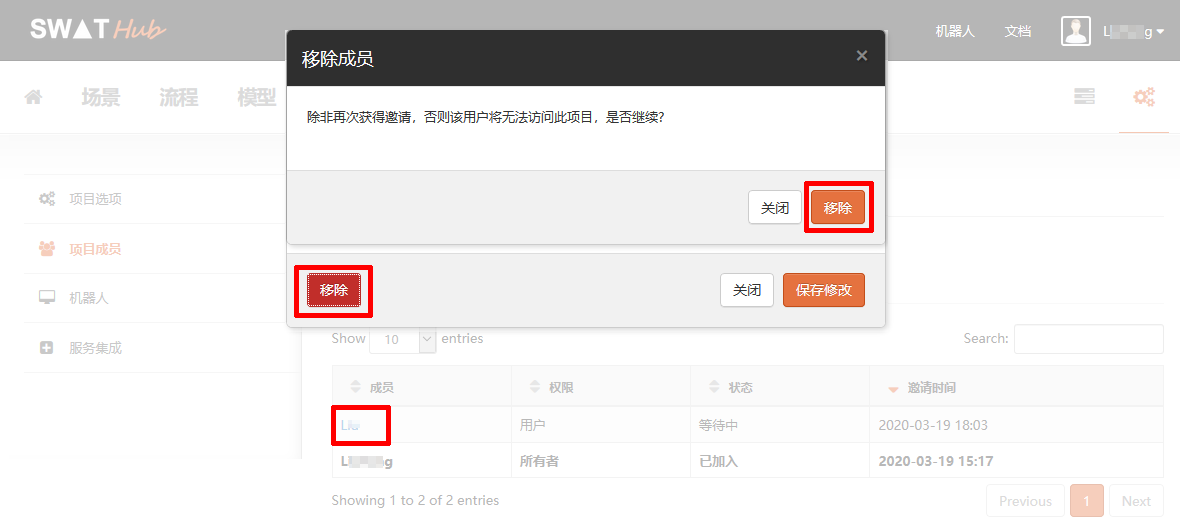 SWAT Hub
机器人 文档
移除成员 ×
场景 流程 模型
除非再次获得邀请，否则该用户将无法访问此项目，是否继续？
项目选项
关闭 移除
项目成员
移除 关闭 保存修改
机器人
服务集成
Show 10 entries Search:
成员 权限 状态 邀请时间
用户 等待中 2020-03-19 18:03
所有者 已加入 2020-03-19 15:17
Showing 1 to 2 of 2 entries Previous 1 Next